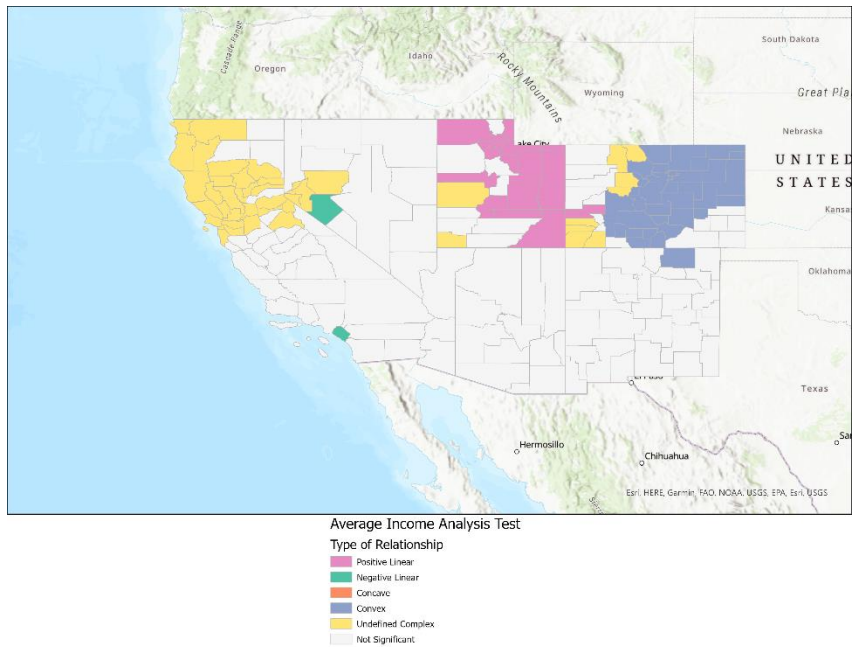 South Dakota
Cascade Range
Oregon
Idaho
Rocky Mountains
Wyoming
Great Pla
Nebraska
ake City
UNITED
STATES
Kansa
Oklahoma
El Paso
Texas
Hermosillo
Chihuahua
Sa
Esri, HERE, Garmin, FAO, NOAA, USGS, EPA, Esri, USGS
Average Income Analysis Test
Type of Relationship
Positive Linear
Negative Linear
Concave
Convex
Undefined Complex
Not Significant